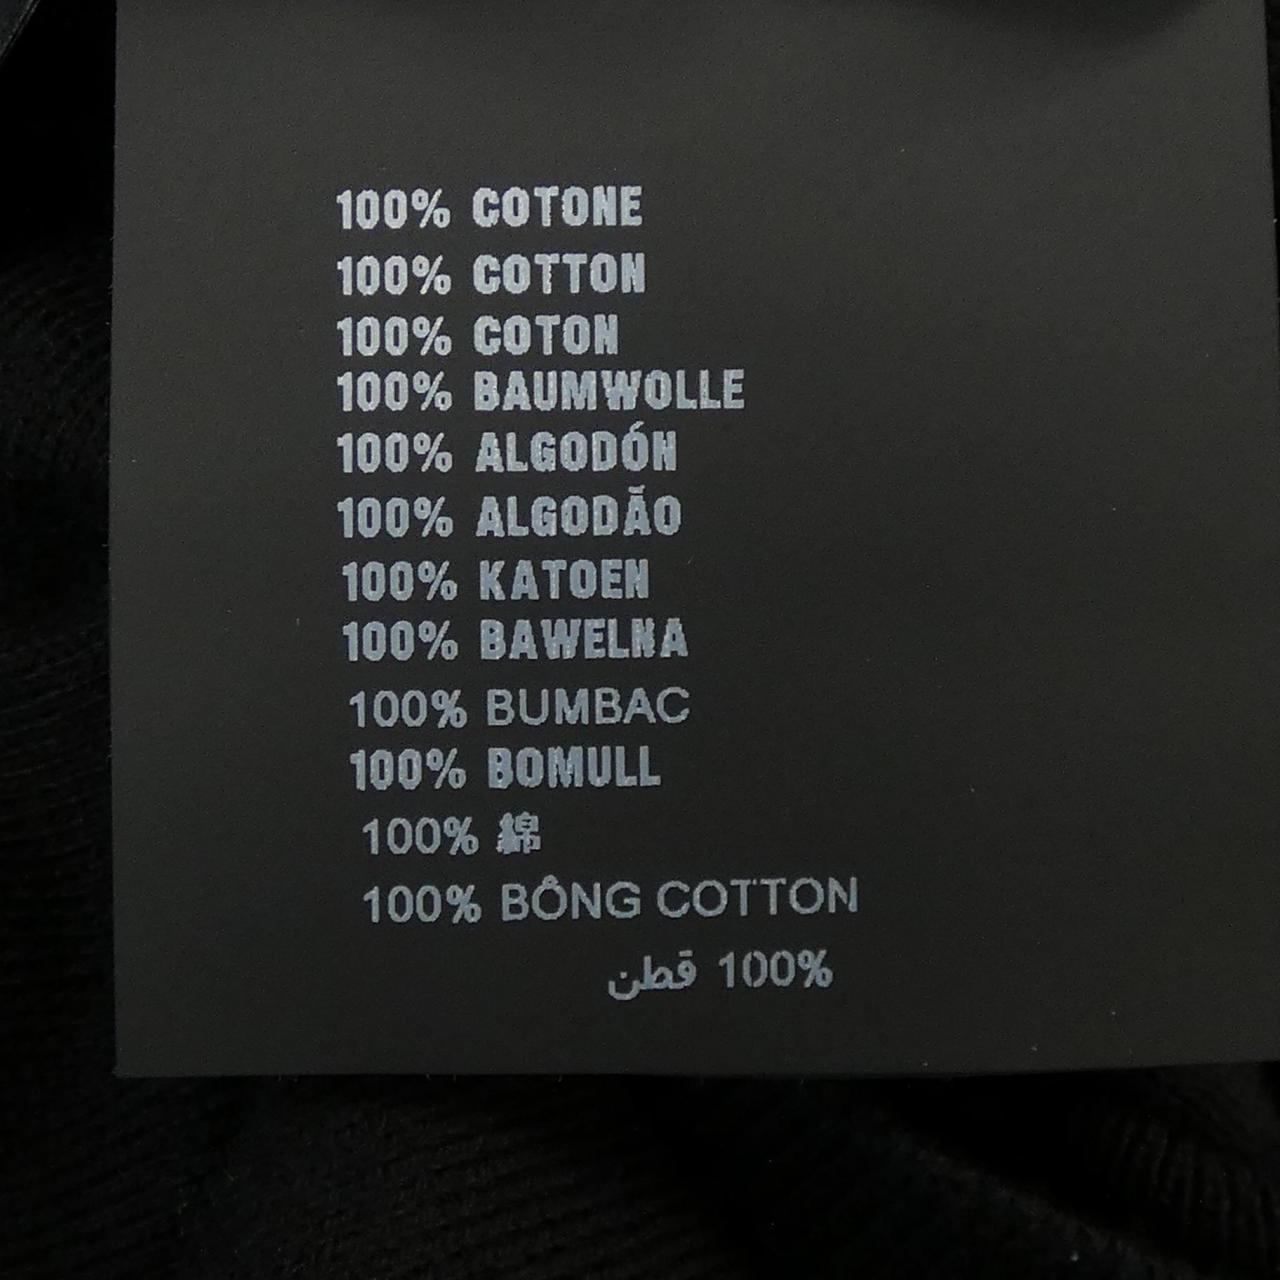 100% COTONE
100% COTTON
100% COTON
100% BAUMWOLLE
100% ALGODÓN
100% ALGODÃO
100% KATOEN
100% BAWELNA
100% BUMBAC
100% BOMULL
100% 綿
100% BÔNG COTTON
100% قطن